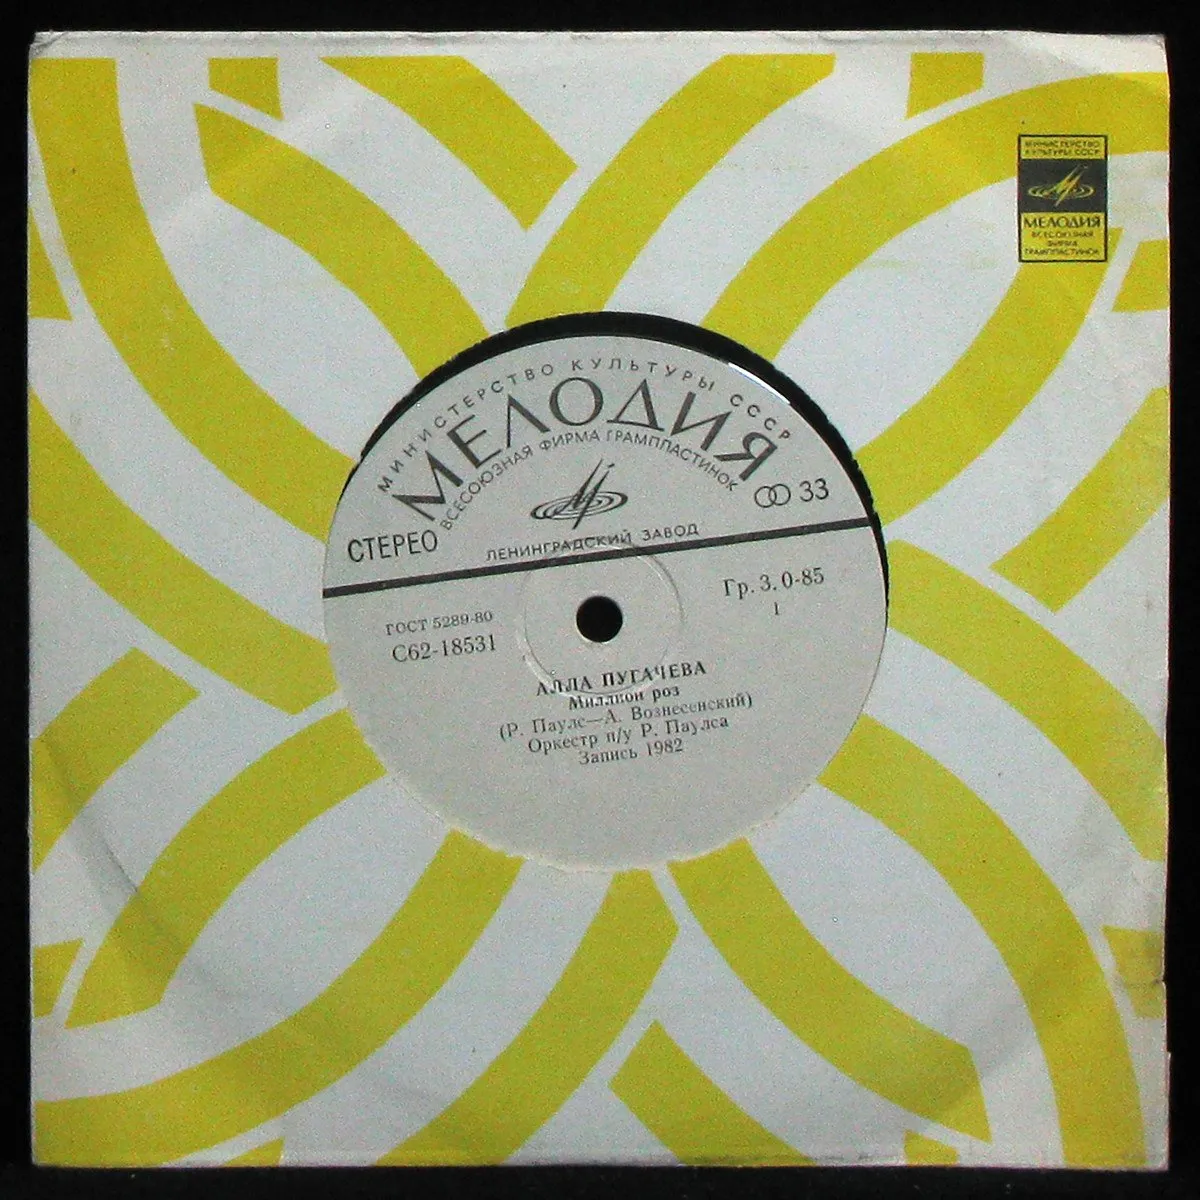 МИНИСТЕРСТВО
КУЛЬТУРЫ СССР
МЕЛОДИЯ
ВСЕСОЮЗНАЯ
ФИРМА
ГРАМПЛАСТИНОК
МИНИСТЕРСТВО КУЛЬТУРЫ СССР
МЕЛОДИЯ
ВСЕСОЮЗНАЯ ФИРМА ГРАМПЛАСТИНОК
33
СТЕРЕО
ЛЕНИНГРАДСКИЙ ЗАВОД
ГОСТ 5289-80
С62-18531
Гр. 3. 0-85
1
АЛЛА ПУГАЧЕВА
Миллион роз
(Р. Паулс—А. Вознесенский)
Оркестр п/у Р. Паулса
Запись 1982